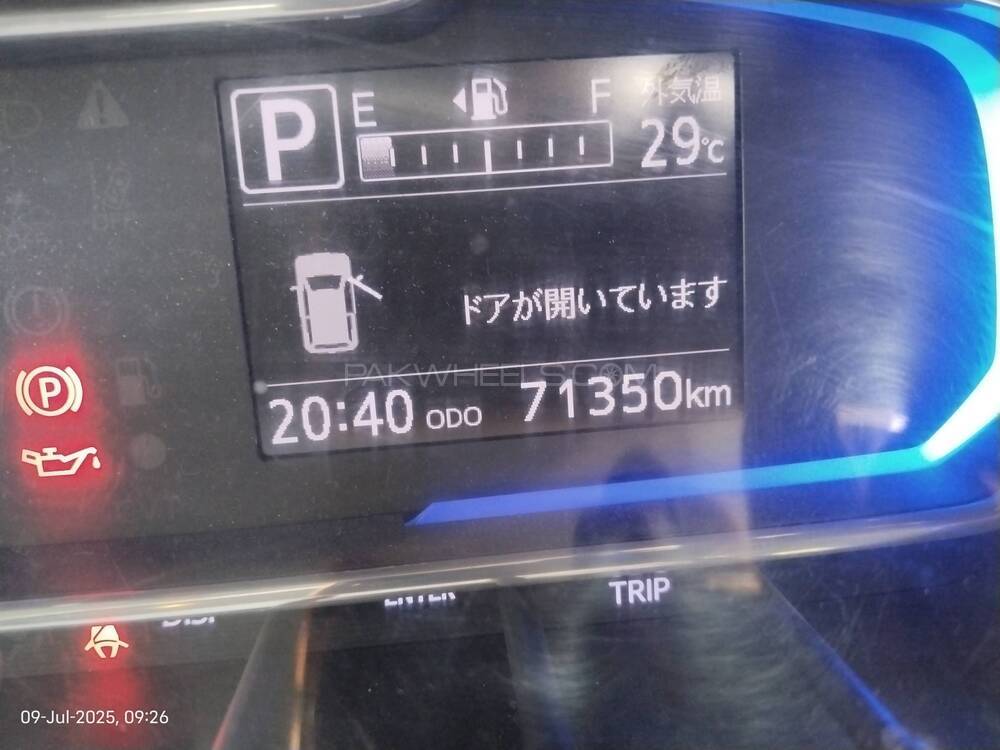 P E F 外気温
29℃
ドアが開いています
PAKWHEELS.COM
20:40 ODO 71350km
P
ENTER TRIP
09-Jul-2025, 09:26